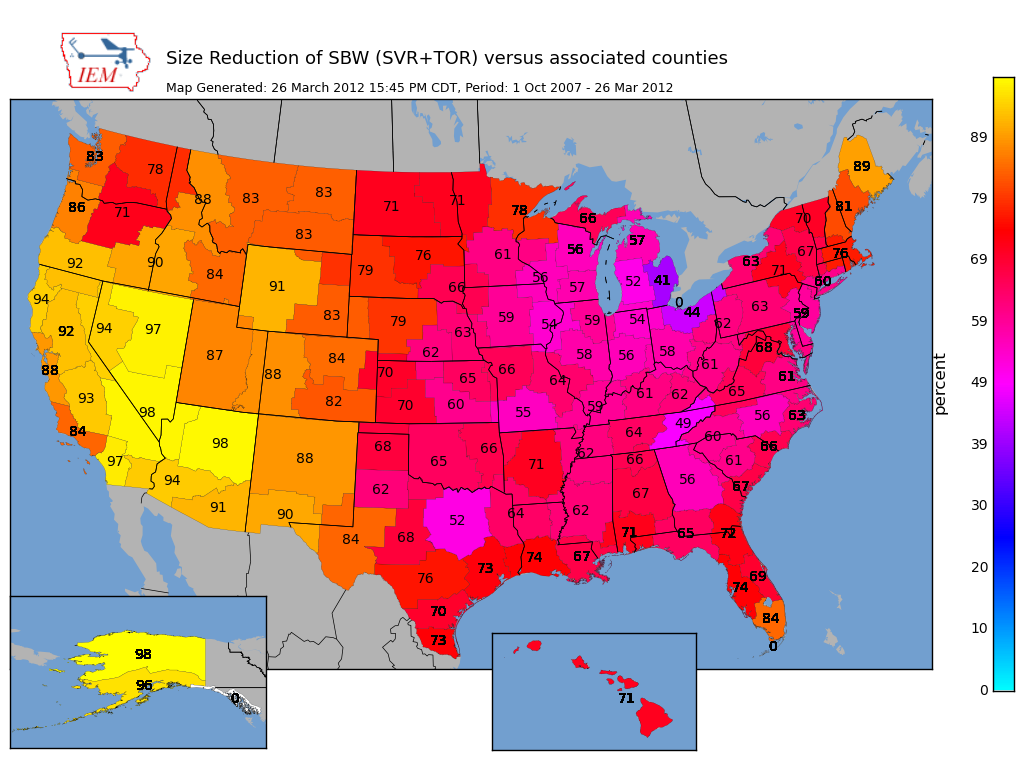 IEM
Size Reduction of SBW (SVR+TOR) versus associated counties
Map Generated: 26 March 2012 15:45 PM CDT, Period: 1 Oct 2007 - 26 Mar 2012
89
79
69
59
49
39
30
20
10
0
percent
83 78 88 83 83 71 71 78 66 89
86 71 83 76 61 56 57 70 81
92 90 84 91 79 66 56 57 52 41 63 71 67 76
94 92 94 97 83 79 63 59 54 59 54 0 44 62 63 59 60
88 87 88 84 70 62 65 66 58 56 58 61 68 61
93 98 82 70 60 55 64 59 61 62 65 56 63
84 97 98 88 68 65 66 71 62 64 49 60 61 66
94 91 90 62 52 64 62 66 67 56 67
84 68 73 74 67 71 65 72
76 70 73 74 69 84 0
98
96
0
71